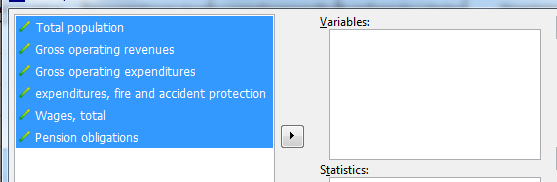 Total population
Gross operating revenues
Gross operating expenditures
expenditures, fire and accident protection
Wages, total
Pension obligations
Variables:
Statistics: